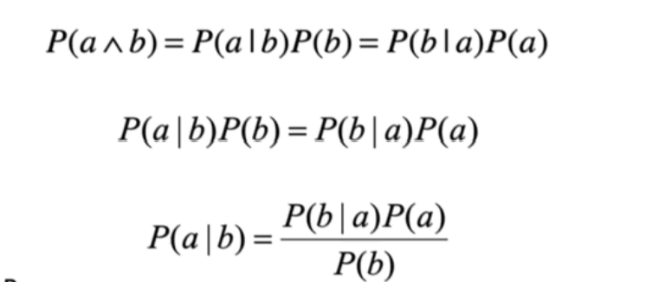 P(a ∧ b) = P(a | b)P(b) = P(b | a)P(a)
P(a | b)P(b) = P(b | a)P(a)
P(a | b) = P(b | a)P(a) / P(b)